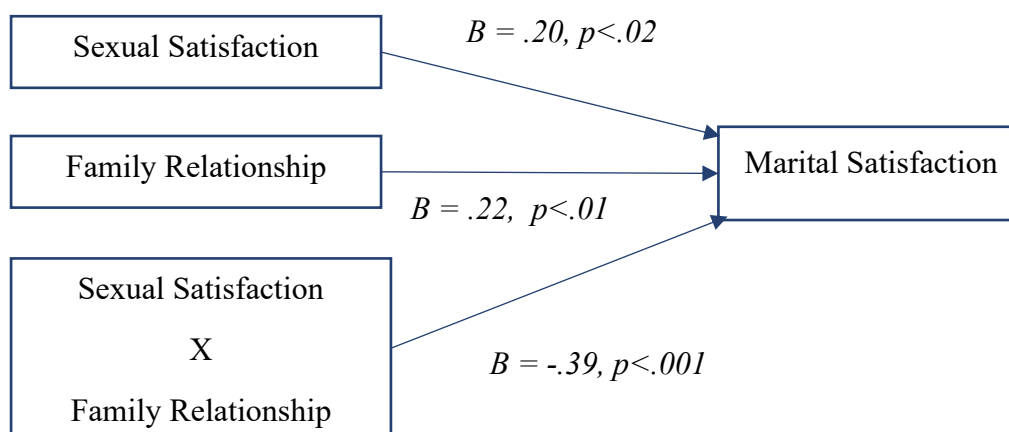 Sexual Satisfaction
B = .20, p<.02
Family Relationship
B = .22,  p<.01
Marital Satisfaction
Sexual Satisfaction
X
Family Relationship
B = -.39, p<.001